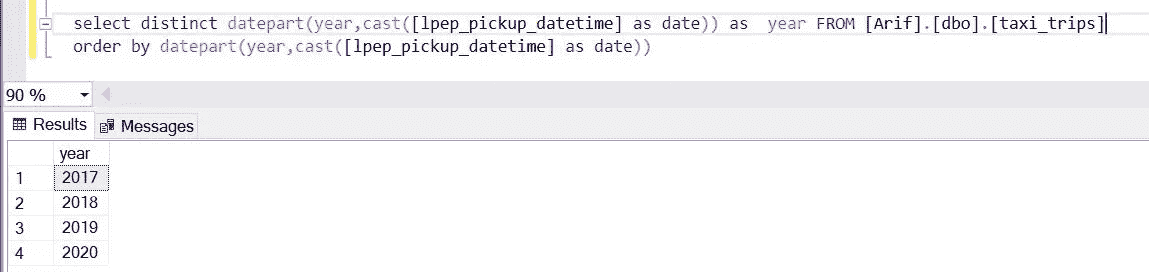 select distinct datepart(year,cast([lpep_pickup_datetime] as date)) as  year FROM [Arif].[dbo].[taxi_trips]
order by datepart(year,cast([lpep_pickup_datetime] as date))
90 %
Results Messages
year
1 2017
2 2018
3 2019
4 2020